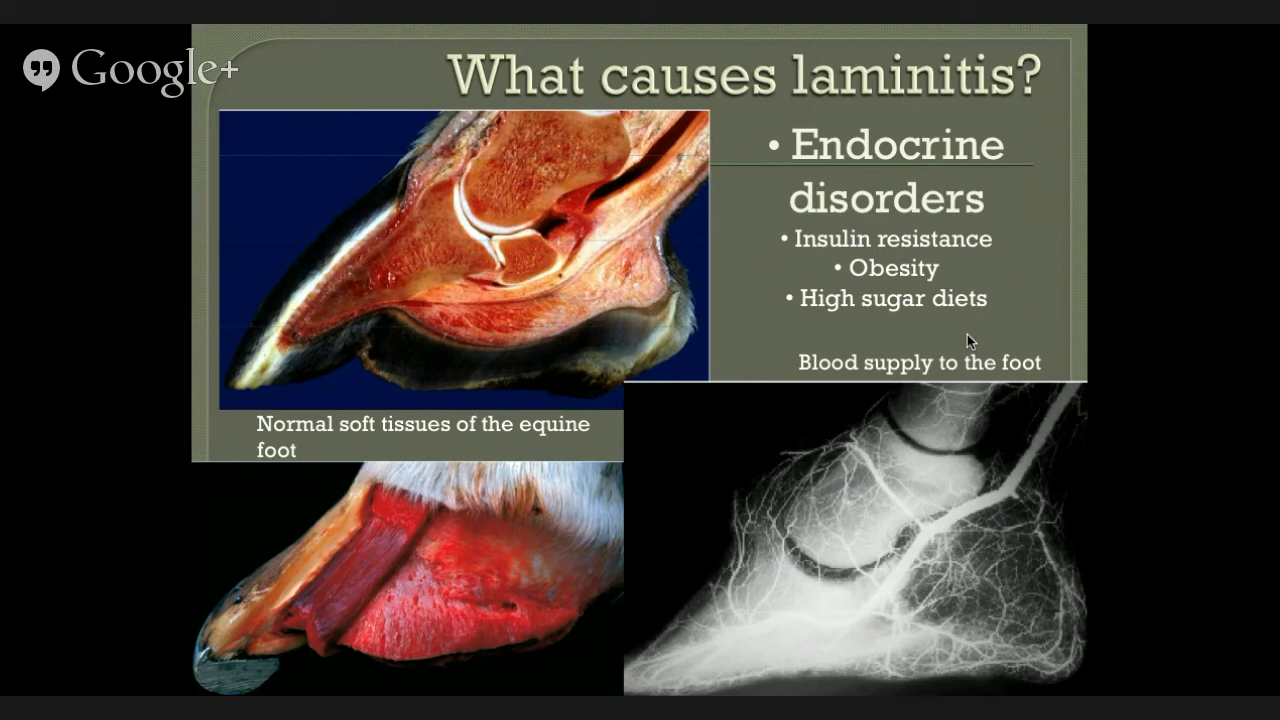 Google+
What causes laminitis?
• Endocrine
disorders
• Insulin resistance
• Obesity
• High sugar diets
Blood supply to the foot
Normal soft tissues of the equine
foot